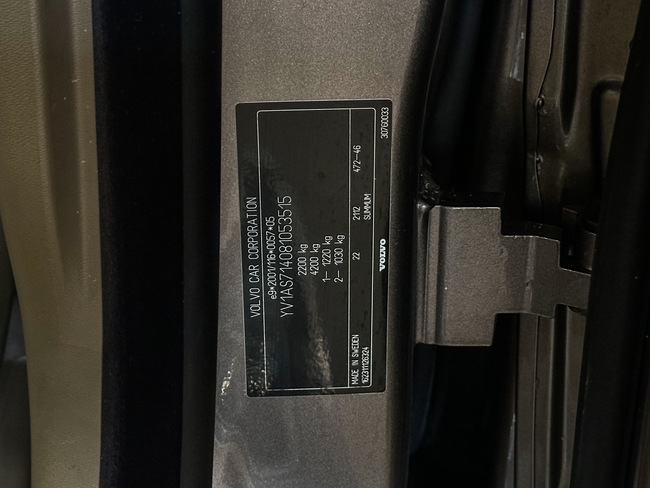 VOLVO CAR CORPORATION
e9*2001/116*0057*05
YV1AS714081053515
2200 kg
4200 kg
1- 1220 kg
2- 1030 kg
22 2112 472-46
SUMMUM
MADE IN SWEDEN
162311126324
VOLVO
30760033